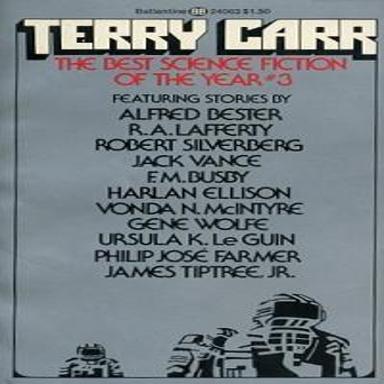 Ballantine BB 24063 $1.50
TERRY CARR
THE BEST SCIENCE FICTION
OF THE YEAR #3
FEATURING STORIES BY
ALFRED BESTER
R. A. LAFFERTY
ROBERT SILVERBERG
JACK VANCE
F. M. BUSBY
HARLAN ELLISON
VONDA N. McINTYRE
GENE WOLFE
URSULA K. Le GUIN
PHILIP JOSÉ FARMER
JAMES TIPTREE, JR.